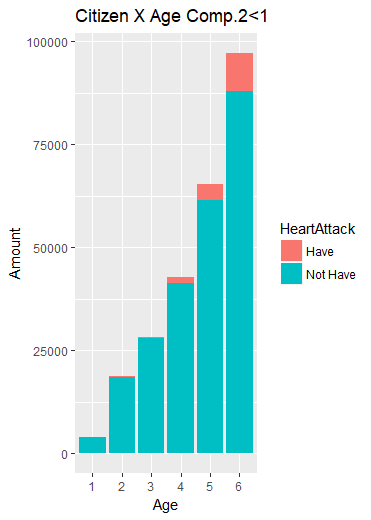 Citizen X Age Comp.2<1
100000
75000
50000
25000
0
Amount
1 2 3 4 5 6
Age
HeartAttack
Have
Not Have